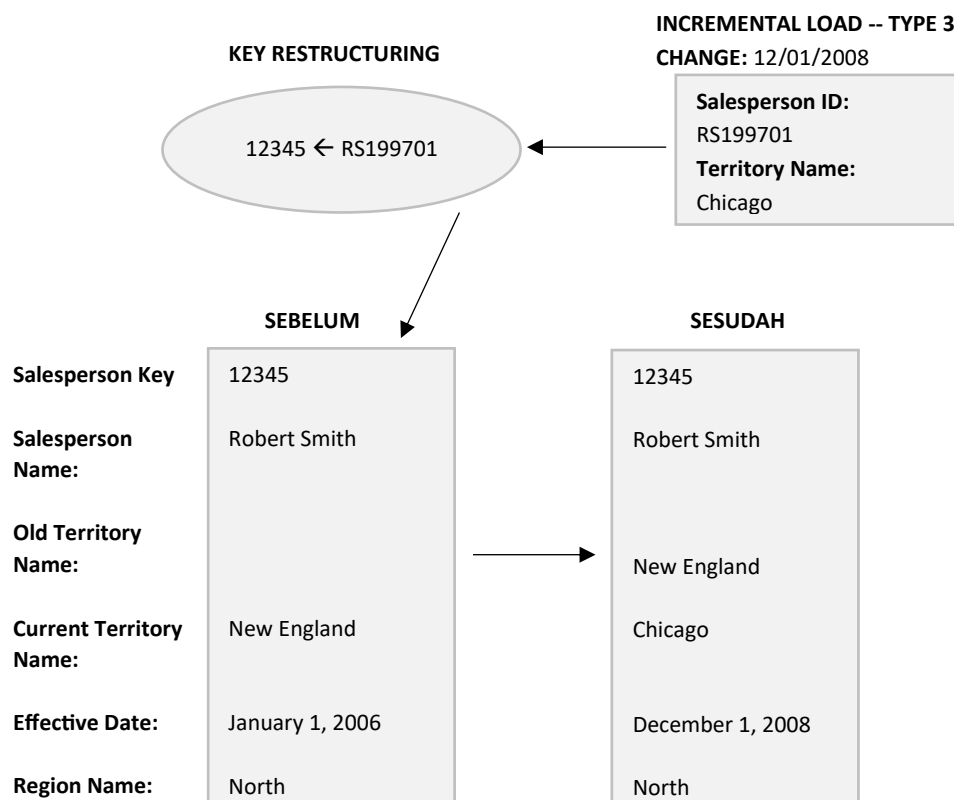 INCREMENTAL LOAD -- TYPE 3
CHANGE: 12/01/2008
KEY RESTRUCTURING
Salesperson ID:
RS199701
Territory Name:
Chicago
12345 ← RS199701
SEBELUM
SESUDAH
Salesperson Key
12345
12345
Salesperson
Name:
Robert Smith
Robert Smith
Old Territory
Name:
New England
Current Territory
Name:
New England
Chicago
Effective Date:
January 1, 2006
December 1, 2008
Region Name:
North
North